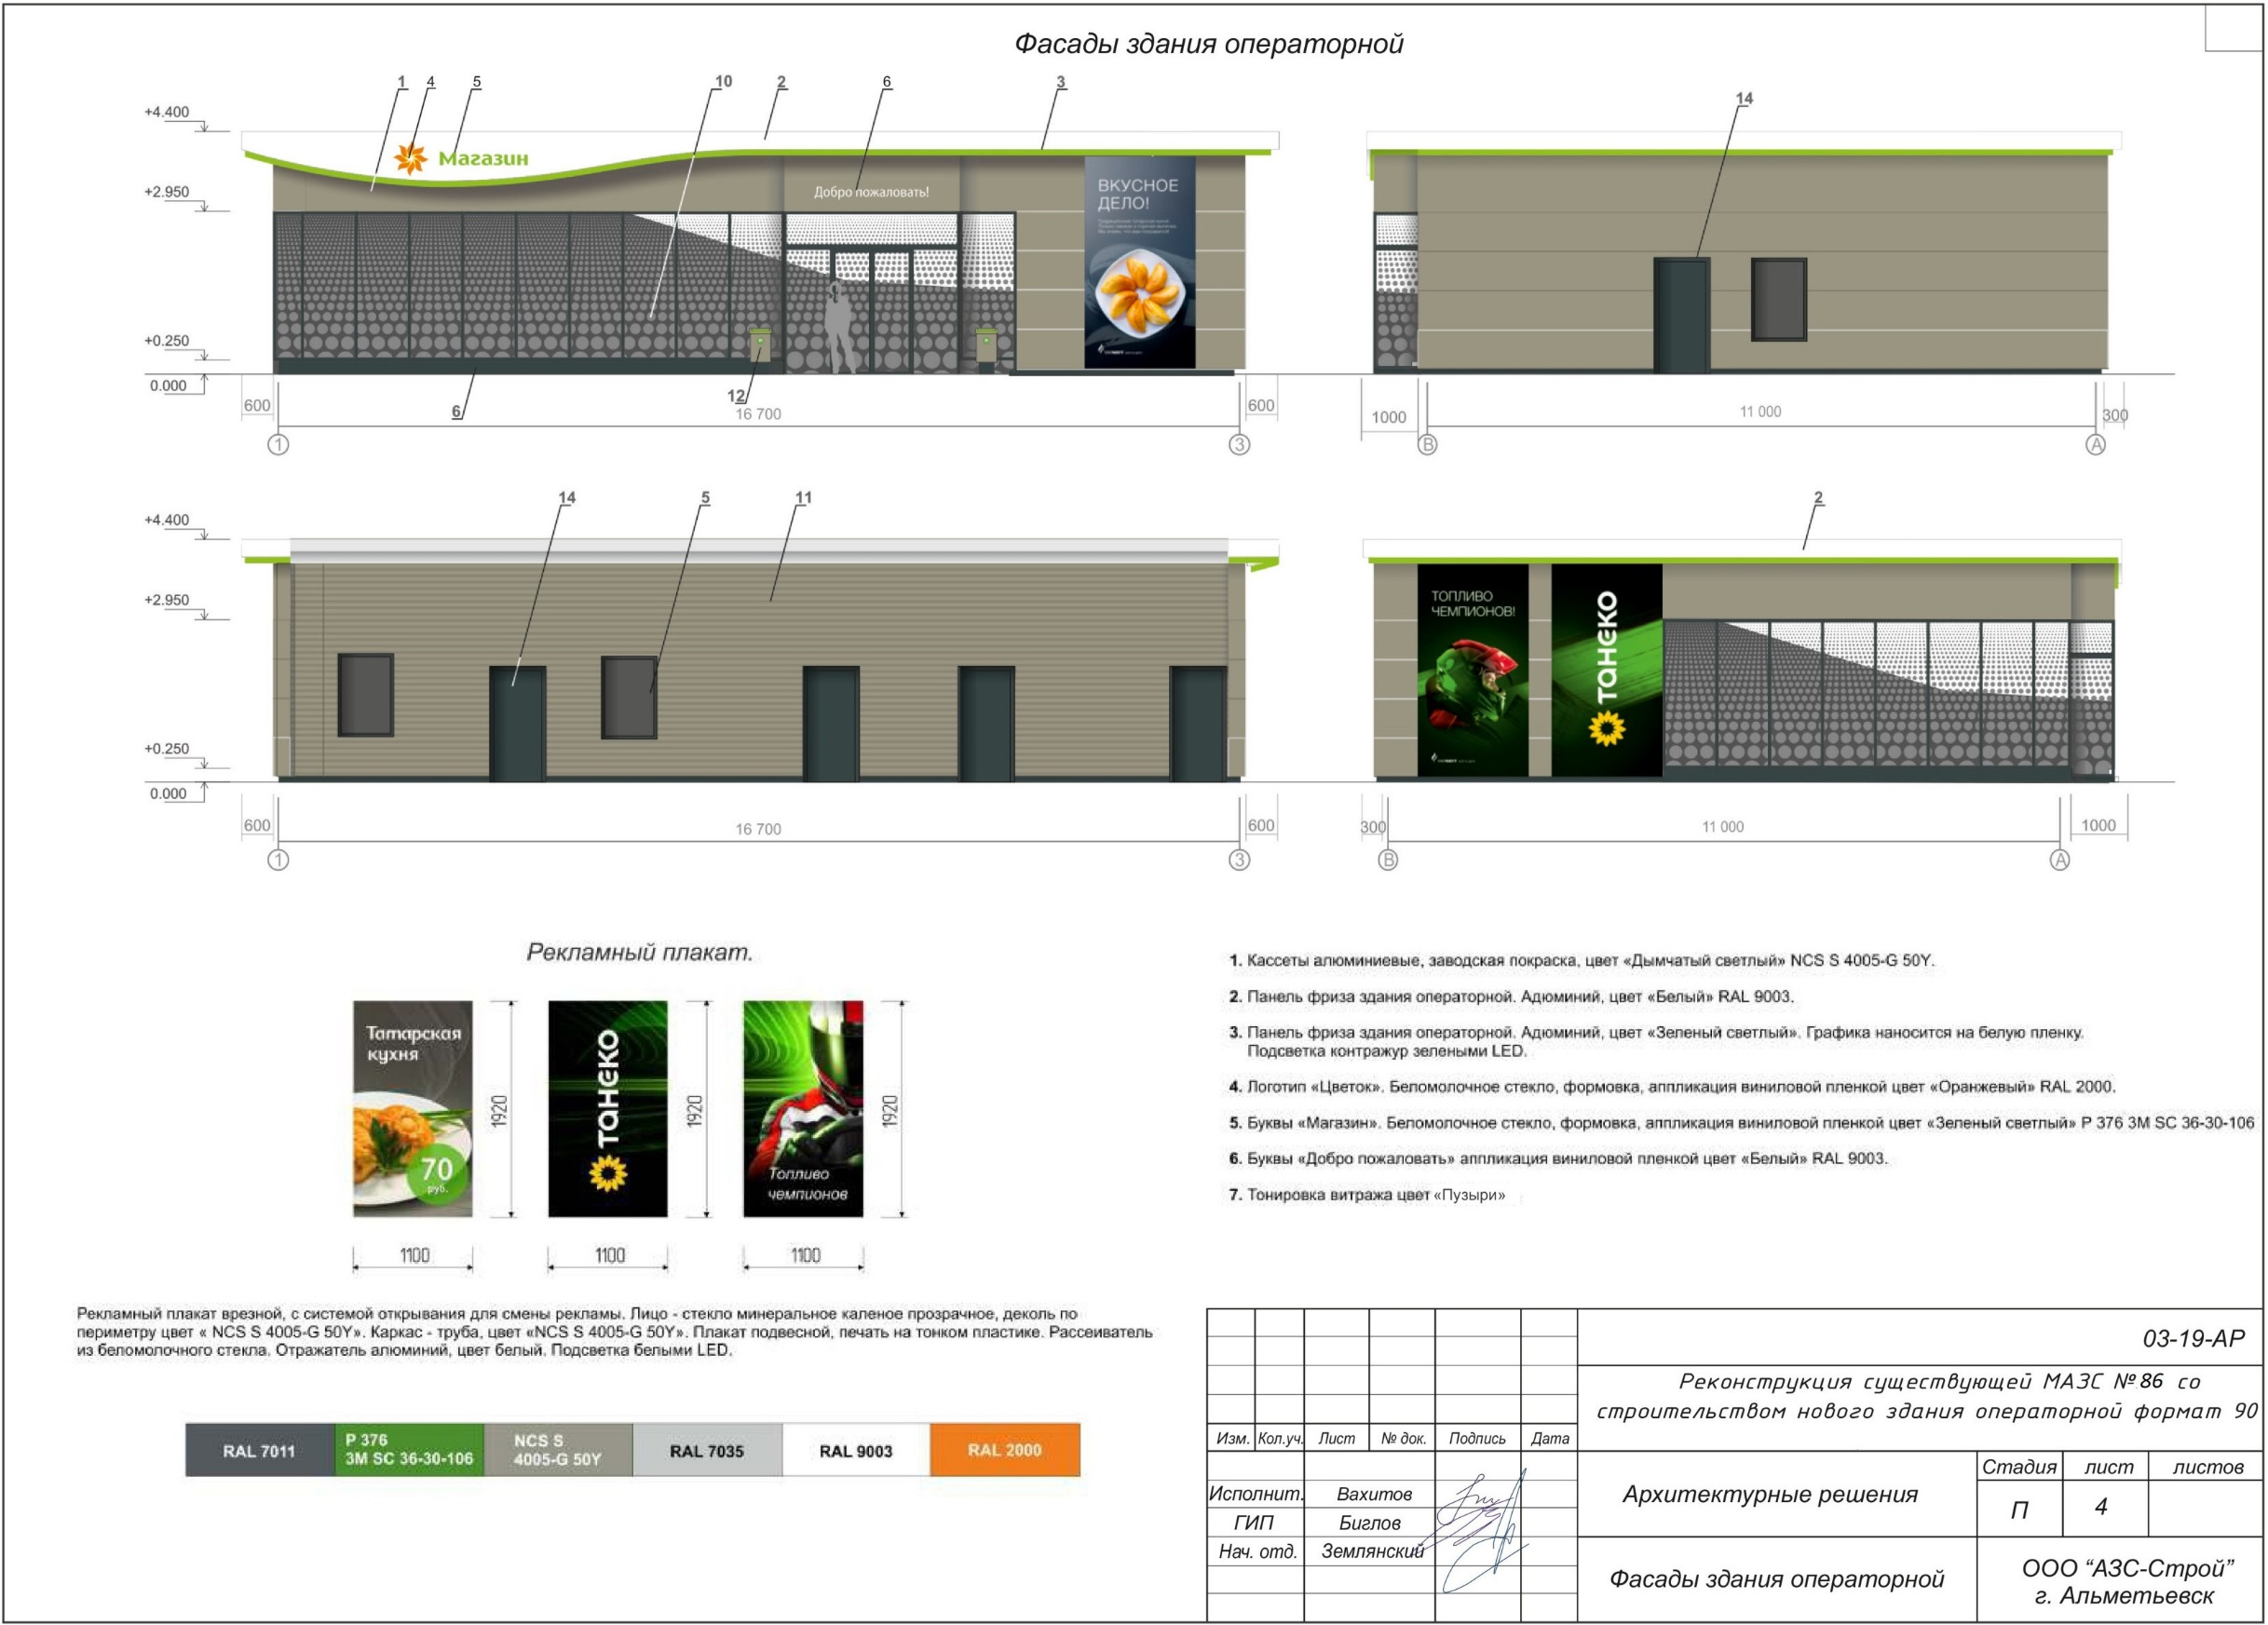 Фасады здания операторной
1 4 5 10 2 6 3
14
+4.400
+2.950
+0.250
0.000
Магазин
Добро пожаловать!
ВКУСНОЕ
ДЕЛО!
6
12
600
16 700
600
1000
11 000
300
1
3
В
А
14 5 11
2
+4.400
+2.950
+0.250
0.000
ТОПЛИВО
ЧЕМПИОНОВ!
ТАНЕКО
600
16 700
600
300
11 000
1000
1
3
В
А
Рекламный плакат.
Татарская
кухня
70
руб.
ТАНЕКО
Топливо
чемпионов
1920
1920
1920
1100
1100
1100
1. Кассеты алюминиевые, заводская покраска, цвет «Дымчатый светлый» NCS S 4005-G 50Y.
2. Панель фриза здания операторной. Адюминий, цвет «Белый» RAL 9003.
3. Панель фриза здания операторной. Адюминий, цвет «Зеленый светлый». Графика наносится на белую пленку.
Подсветка контражур зелеными LED.
4. Логотип «Цветок». Беломолочное стекло, формовка, аппликация виниловой пленкой цвет «Оранжевый» RAL 2000.
5. Буквы «Магазин». Беломолочное стекло, формовка, аппликация виниловой пленкой цвет «Зеленый светлый» P 376 3M SC 36-30-106
6. Буквы «Добро пожаловать» аппликация виниловой пленкой цвет «Белый» RAL 9003.
7. Тонировка витража цвет «Пузыри»
Рекламный плакат врезной, с системой открывания для смены рекламы. Лицо - стекло минеральное каленое прозрачное, деколь по
периметру цвет « NCS S 4005-G 50Y». Каркас - труба, цвет «NCS S 4005-G 50Y». Плакат подвесной, печать на тонком пластике. Рассеиватель
из беломолочного стекла. Отражатель алюминий, цвет белый. Подсветка белыми LED.
RAL 7011
P 376
3M SC 36-30-106
NCS S
4005-G 50Y
RAL 7035
RAL 9003
RAL 2000
03-19-АР
Реконструкция существующей МАЗС № 86 со
строительством нового здания операторной формат 90
Изм. Кол.уч. Лист № док. Подпись Дата
Исполнит. Вахитов
ГИП Биглов
Нач. отд. Землянский
Архитектурные решения
Стадия лист листов
П 4
Фасады здания операторной
ООО “АЗС-Строй”
г. Альметьевск